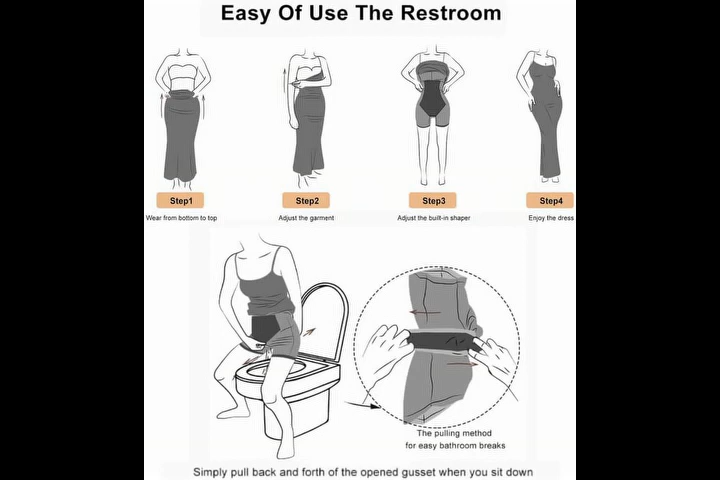 Easy Of Use The Restroom
Step1
Step2
Step3
Step4
Wear from bottom to top
Adjust the garment
Adjust the built-in shaper
Enjoy the dress
The pulling method
for easy bathroom breaks
Simply pull back and forth of the opened gusset when you sit down